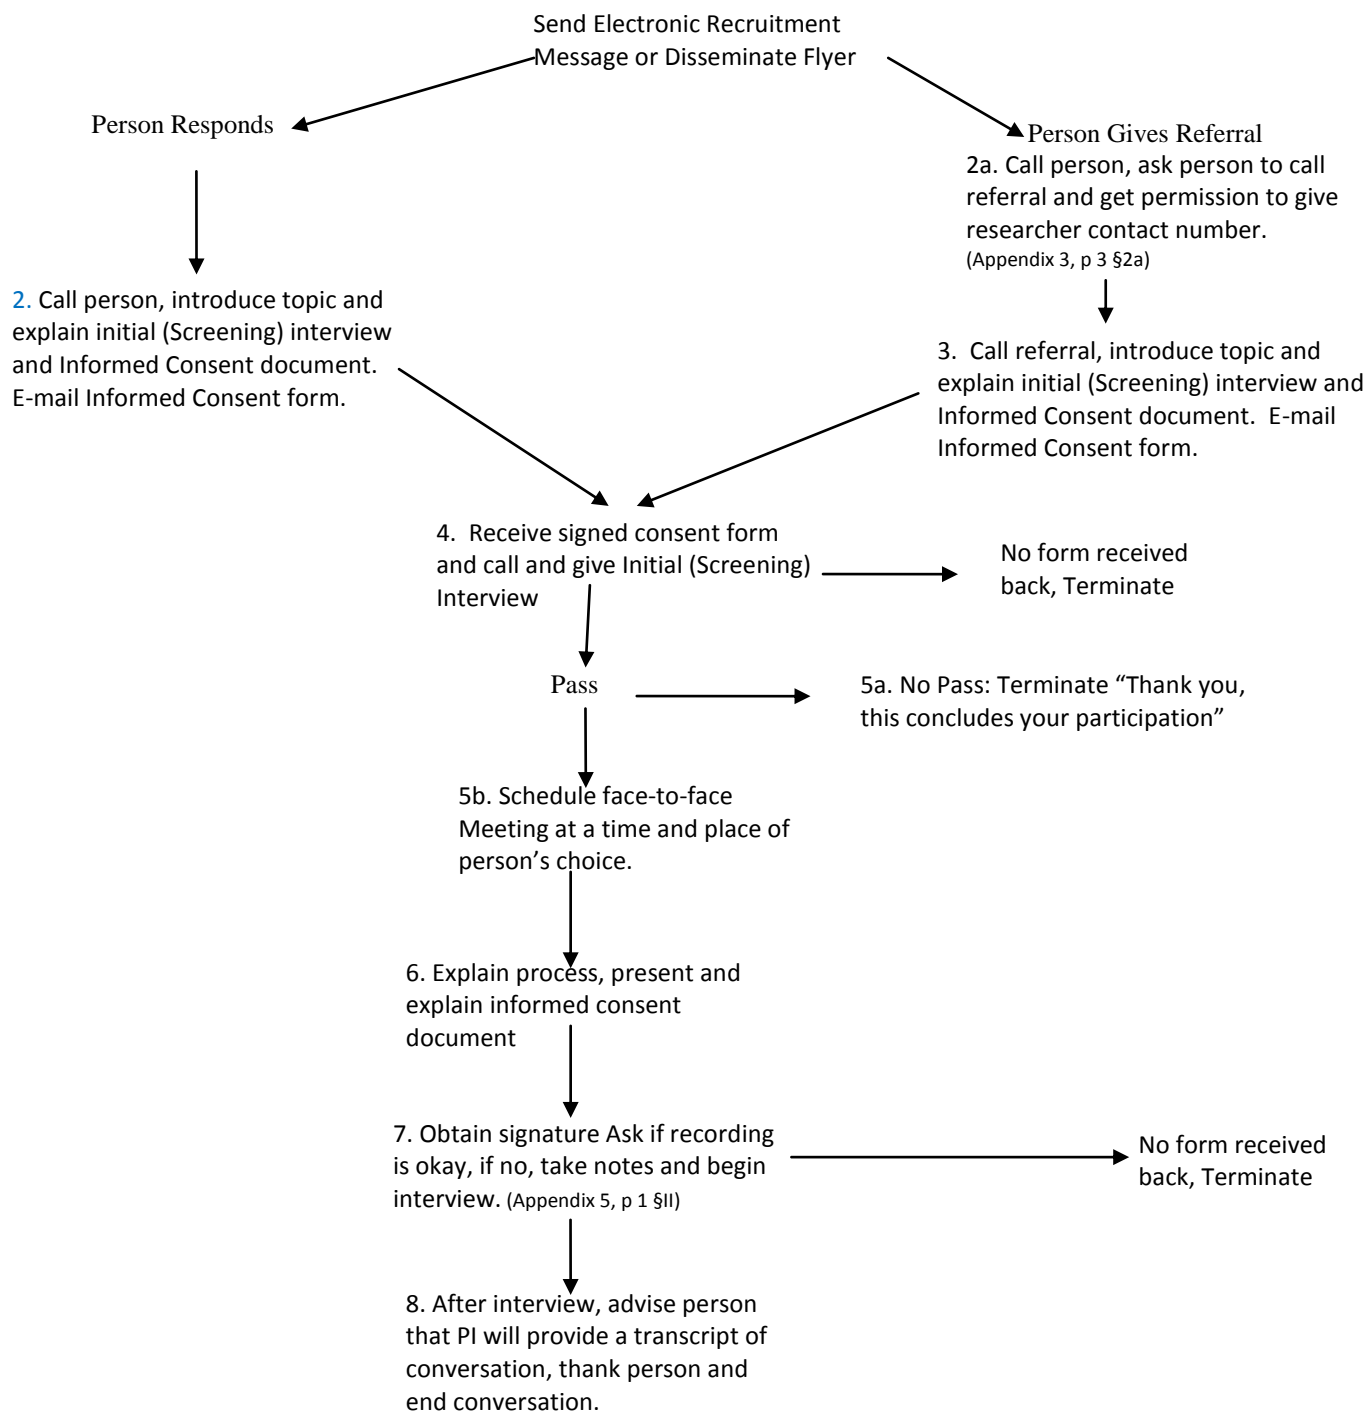 Send Electronic Recruitment
Message or Disseminate Flyer
Person Responds
Person Gives Referral
2a. Call person, ask person to call
referral and get permission to give
researcher contact number.
(Appendix 3, p 3 §2a)
2. Call person, introduce topic and
explain initial (Screening) interview
and Informed Consent document.
E-mail Informed Consent form.
3.  Call referral, introduce topic and
explain initial (Screening) interview and
Informed Consent document.  E-mail
Informed Consent form.
4.  Receive signed consent form
and call and give Initial (Screening)
Interview
No form received
back, Terminate
Pass
5a. No Pass: Terminate “Thank you,
this concludes your participation”
5b. Schedule face-to-face
Meeting at a time and place of
person’s choice.
6. Explain process, present and
explain informed consent
document
7. Obtain signature Ask if recording
is okay, if no, take notes and begin
interview. (Appendix 5, p 1 §II)
No form received
back, Terminate
8. After interview, advise person
that PI will provide a transcript of
conversation, thank person and
end conversation.